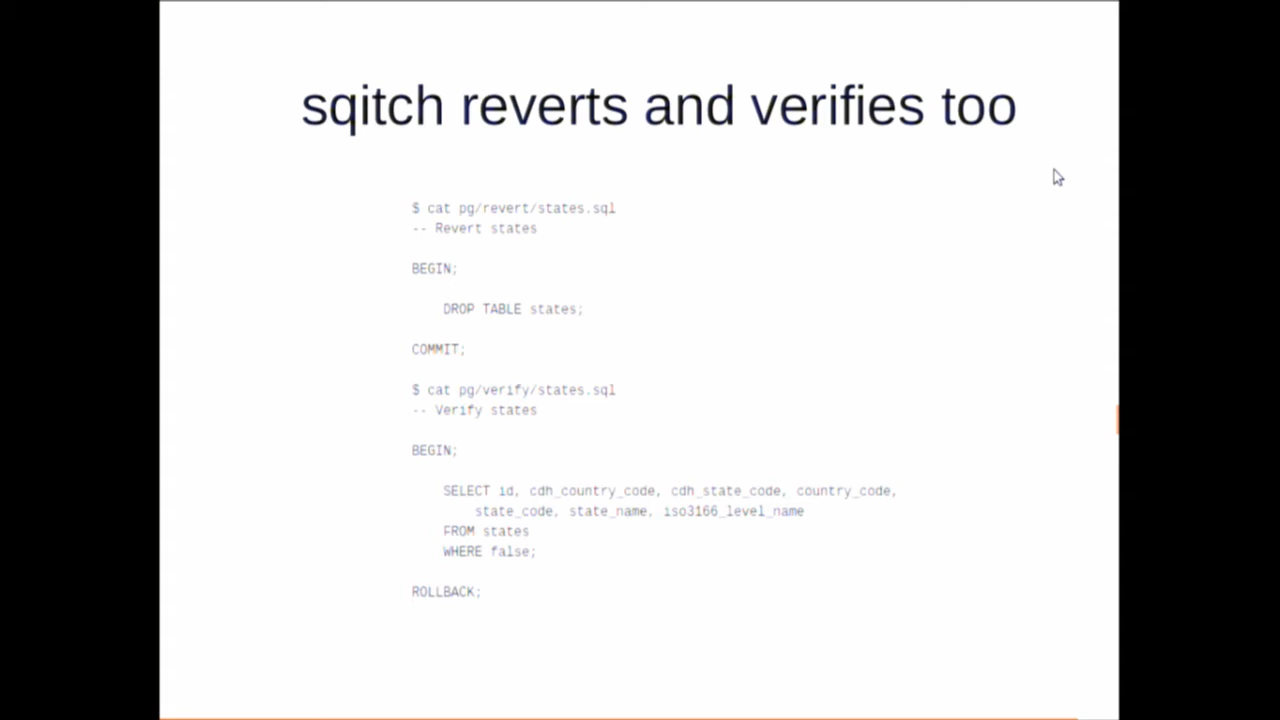 sqitch reverts and verifies too
$ cat pg/revert/states.sql
-- Revert states
BEGIN;
DROP TABLE states;
COMMIT;
$ cat pg/verify/states.sql
-- Verify states
BEGIN;
SELECT id, cdh_country_code, cdh_state_code, country_code,
state_code, state_name, iso3166_level_name
FROM states
WHERE false;
ROLLBACK;